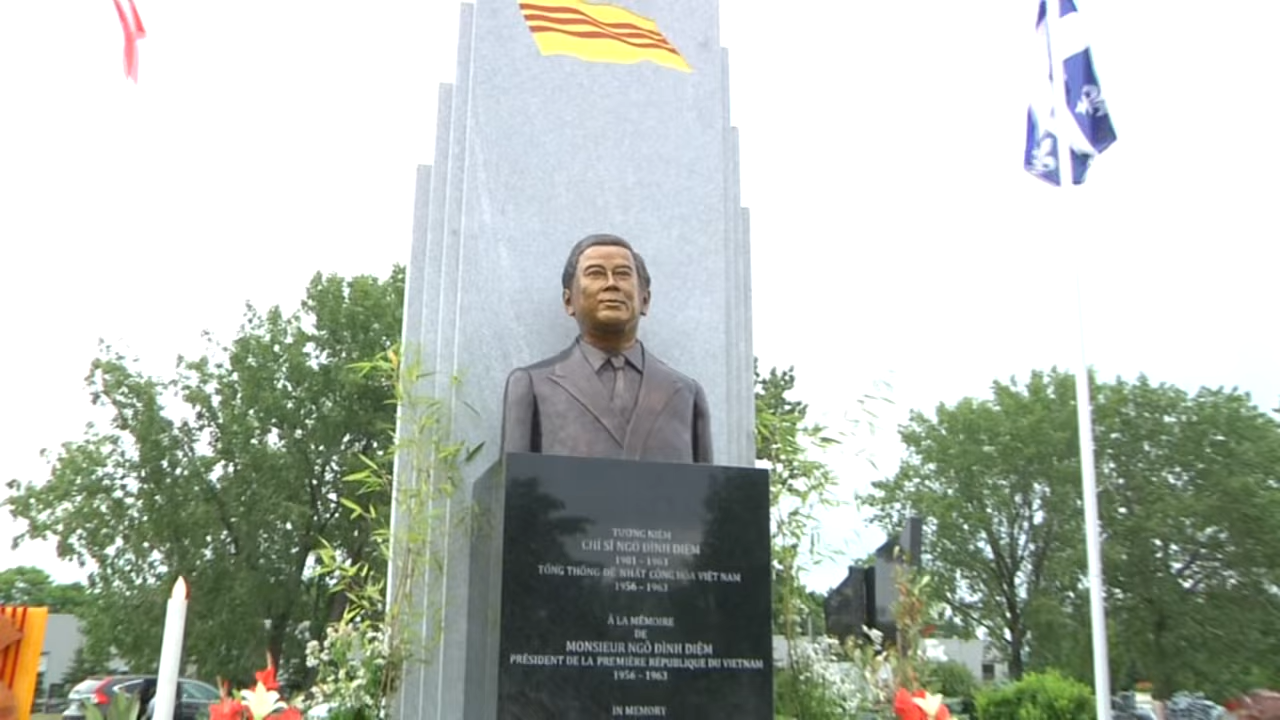 TƯỞNG NIỆM
CHÍ SĨ NGÔ ĐÌNH DIỆM
1901 - 1963
TỔNG THỐNG ĐỆ NHẤT CỘNG HÒA VIỆT NAM
1956 - 1963
À LA MÉMOIRE
DE
MONSIEUR NGÔ ĐÌNH DIỆM
PRÉSIDENT DE LA PREMIÈRE RÉPUBLIQUE DU VIETNAM
1956 - 1963
IN MEMORY